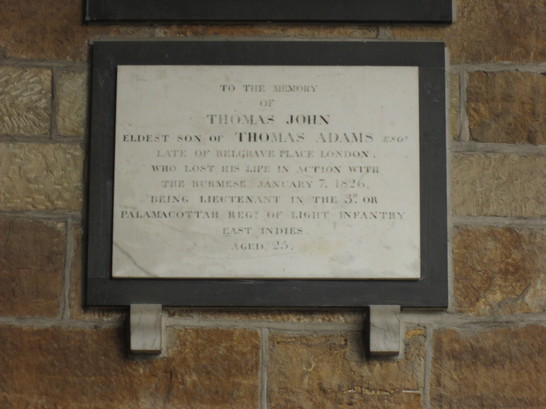 TO THE MEMORY
OF
THOMAS JOHN
ELDEST SON OF THOMAS ADAMS ESQR
LATE OF BELGRAVE PLACE LONDON,
WHO LOST HIS LIFE IN ACTION WITH
THE BURMESE JANUARY 7, 1826,
BEING LIEUTENANT IN THE 3RD OR
PALAMACOTTAH REGT OF LIGHT INFANTRY
EAST INDIES.
AGED, 25.